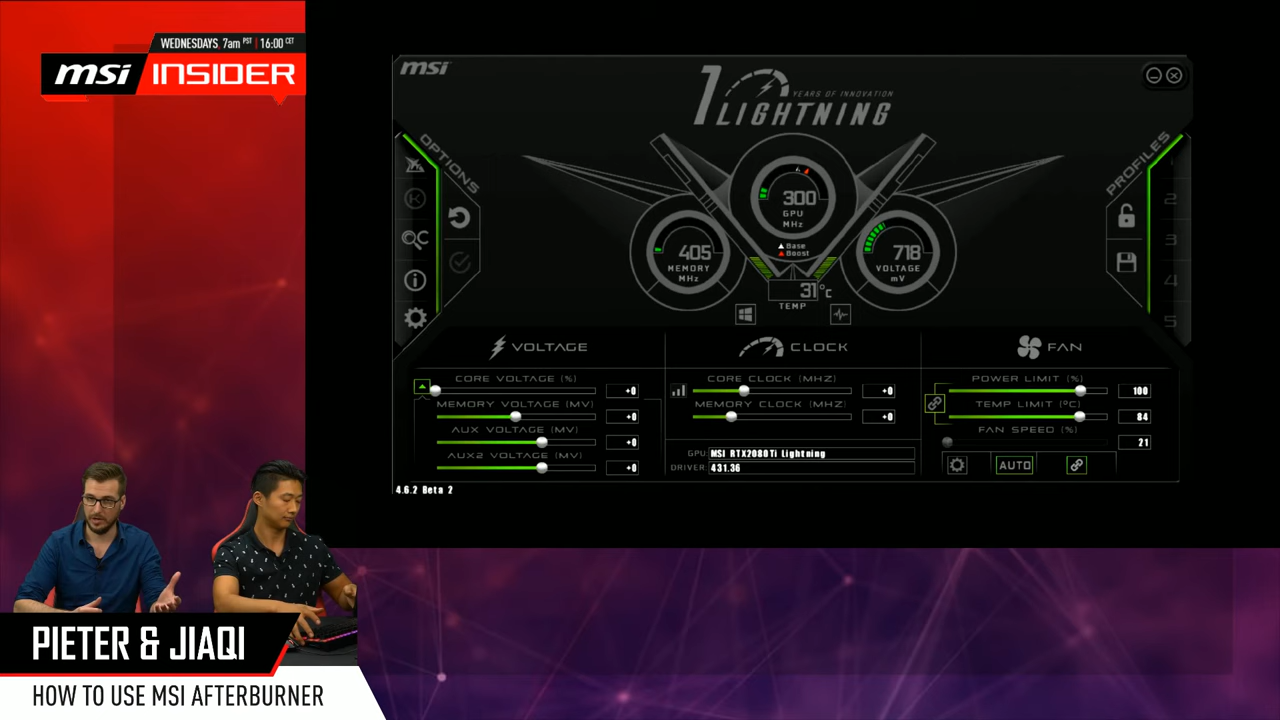 WEDNESDAYS 7am PST | 16:00 CET
msi INSIDER
msi
10 YEARS OF INNOVATION
LIGHTNING
OPTIONS
PROFILES
K
OC
i
2
3
4
5
300
GPU
MHz
Base
Boost
405
MEMORY
MHz
718
VOLTAGE
mV
31°C
TEMP
VOLTAGE
CORE VOLTAGE (%)
+0
MEMORY VOLTAGE (MV)
+0
AUX VOLTAGE (MV)
+0
AUX2 VOLTAGE (MV)
+0
CLOCK
CORE CLOCK (MHZ)
+0
MEMORY CLOCK (MHZ)
+0
GPU: MSI RTX2080Ti Lightning
DRIVER: 431.36
FAN
POWER LIMIT (%)
100
TEMP LIMIT (°C)
84
FAN SPEED (%)
21
AUTO
4.6.2 Beta 2
PIETER & JIAQI
HOW TO USE MSI AFTERBURNER